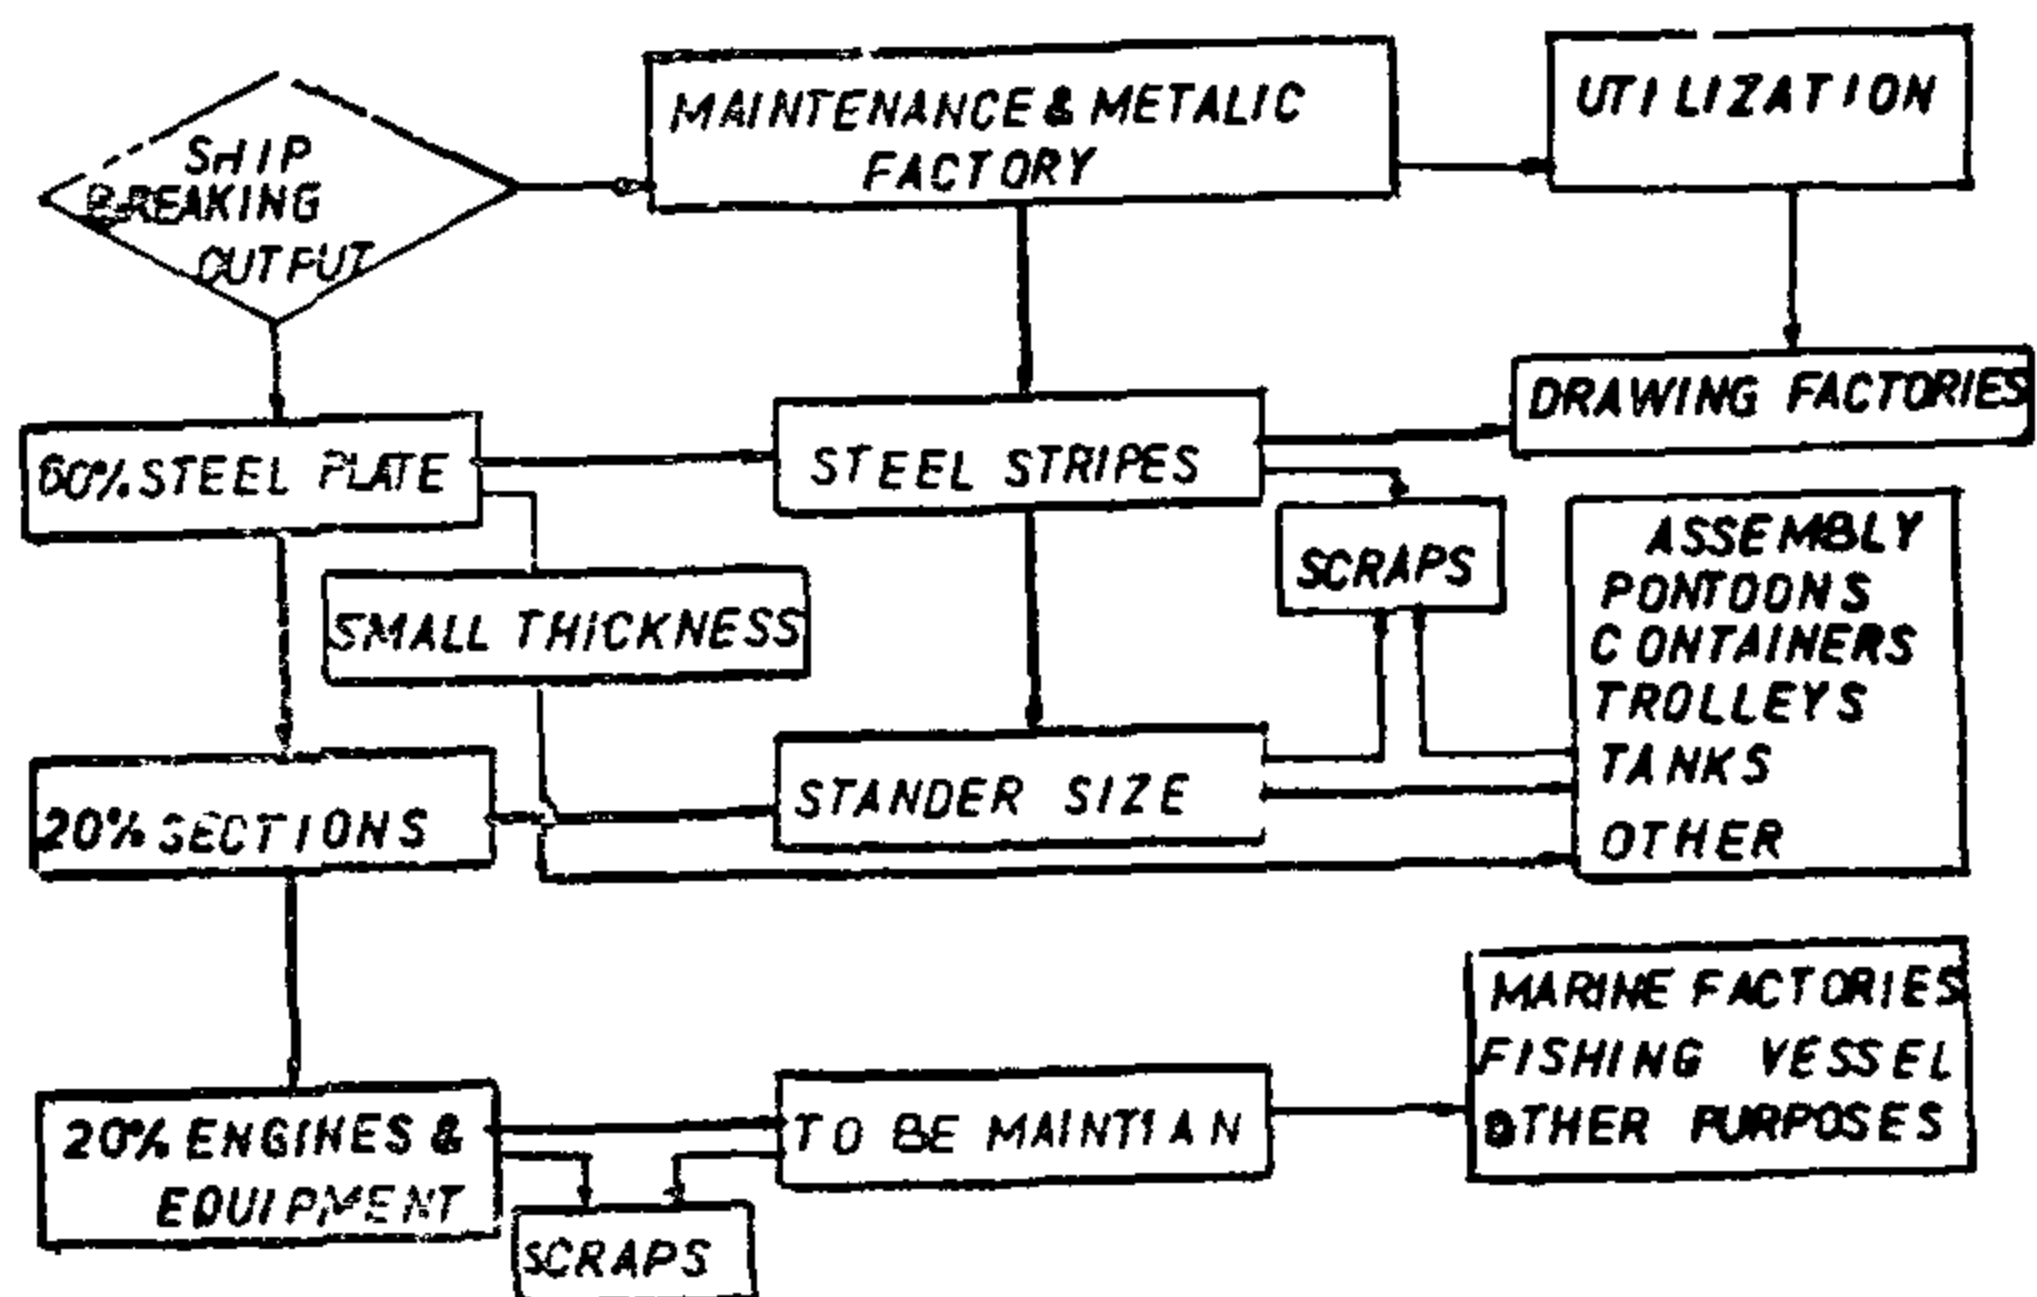 SHIP
BREAKING
OUTPUT
MAINTENANCE & METALIC
FACTORY
UTILIZATION
DRAWING FACTORIES
60% STEEL PLATE
STEEL STRIPES
SCRAPS
SMALL THICKNESS
ASSEMBLY
PONTOONS
CONTAINERS
TROLLEYS
TANKS
OTHER
20% SECTIONS
STANDER SIZE
20% ENGINES &
EQUIPMENT
TO BE MAINTIAN
SCRAPS
MARINE FACTORIES
FISHING VESSEL
OTHER PURPOSES